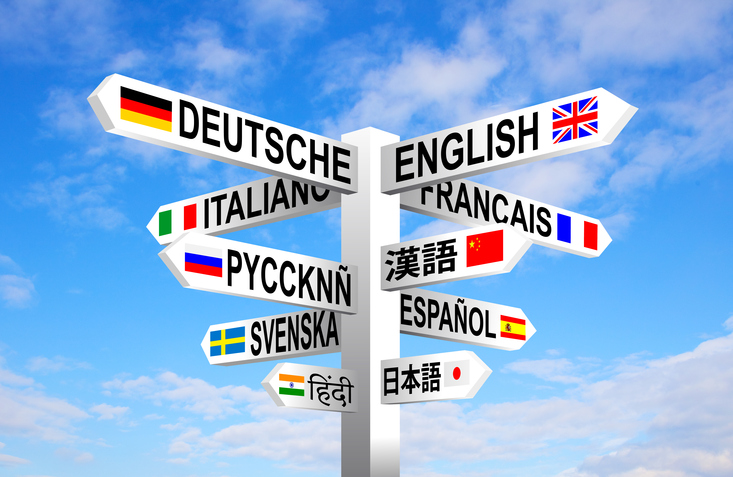 DEUTSCHE
ENGLISH
ITALIANO
FRANCAIS
PYCCKNÑ
漢語
SVENSKA
ESPAÑOL
हिंदी
日本語